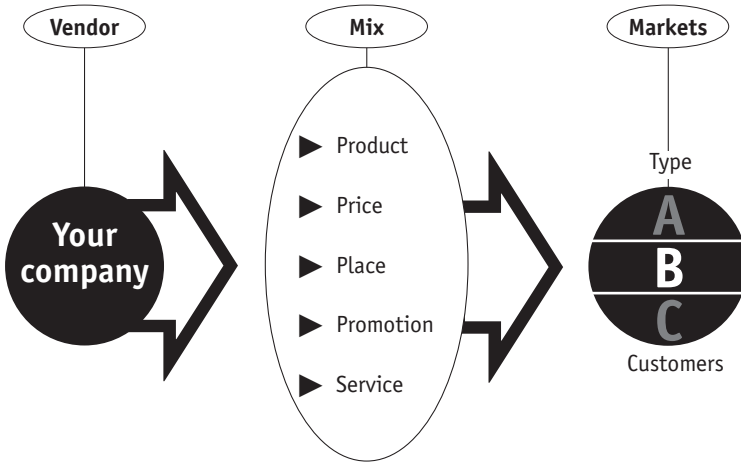 Vendor
Mix
Markets
Product
Price
Place
Promotion
Service
Your
company
Type
A
B
C
Customers